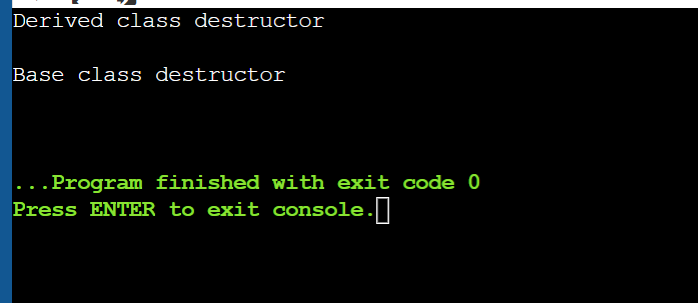 Derived class destructor
Base class destructor
...Program finished with exit code 0
Press ENTER to exit console.